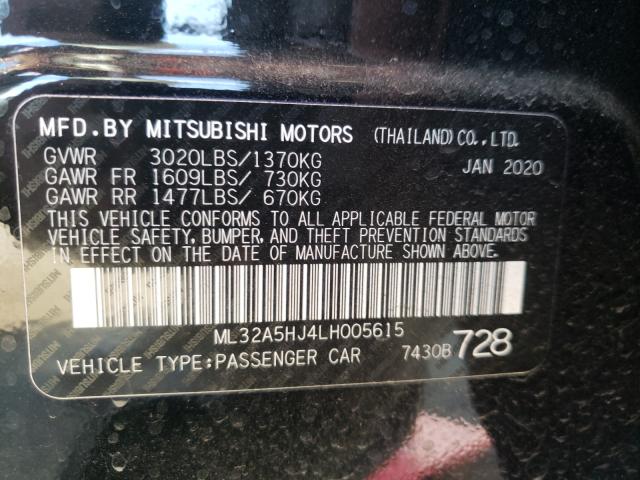 MFD.BY MITSUBISHI MOTORS (THAILAND) CO.,LTD.
GVWR 3020LBS/1370KG JAN 2020
GAWR FR 1609LBS/ 730KG
GAWR RR 1477LBS/ 670KG
THIS VEHICLE CONFORMS TO ALL APPLICABLE FEDERAL MOTOR
VEHICLE SAFETY, BUMPER, AND THEFT PREVENTION STANDARDS
IN EFFECT ON THE DATE OF MANUFACTURE SHOWN ABOVE.
ML32A5HJ4LH005615
VEHICLE TYPE:PASSENGER CAR 7430B 728